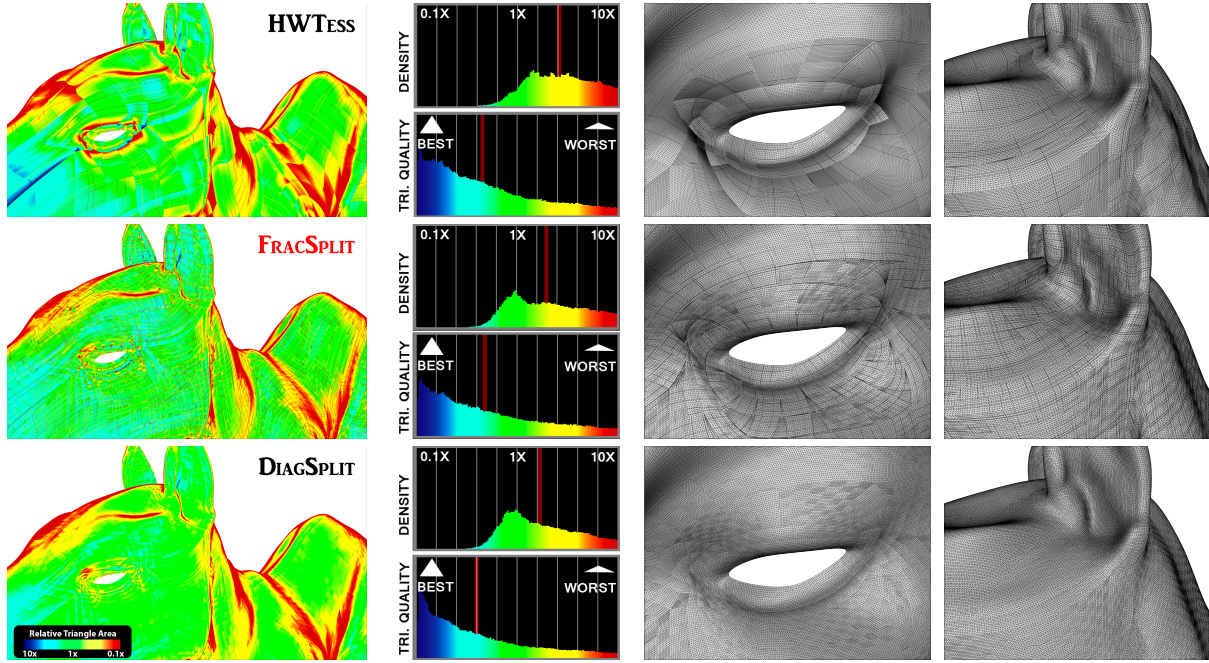 HWTESS
0.1X 1X 10X
DENSITY
BEST WORST
TRI. QUALITY
FRACSPLIT
0.1X 1X 10X
DENSITY
BEST WORST
TRI. QUALITY
DIAGSPLIT
0.1X 1X 10X
DENSITY
BEST WORST
TRI. QUALITY
Relative Triangle Area
10x 1x 0.1x